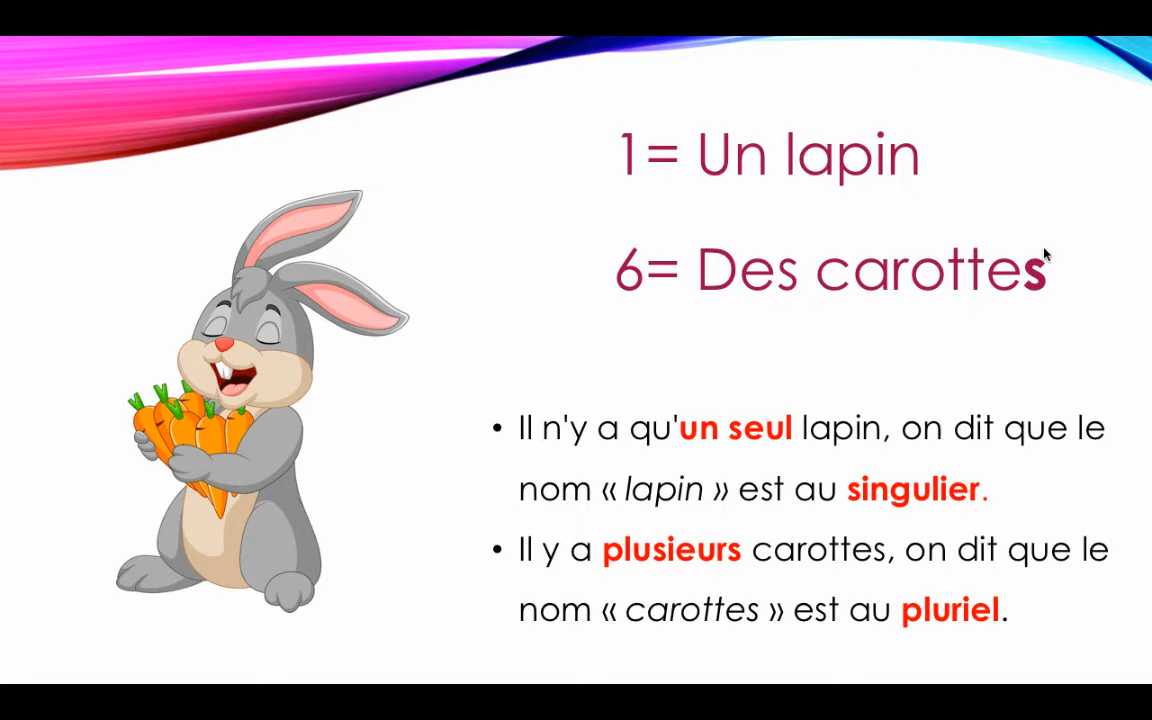 1= Un lapin
6= Des carottes
• Il n'y a qu'un seul lapin, on dit que le
nom « lapin » est au singulier.
• Il y a plusieurs carottes, on dit que le
nom « carottes » est au pluriel.